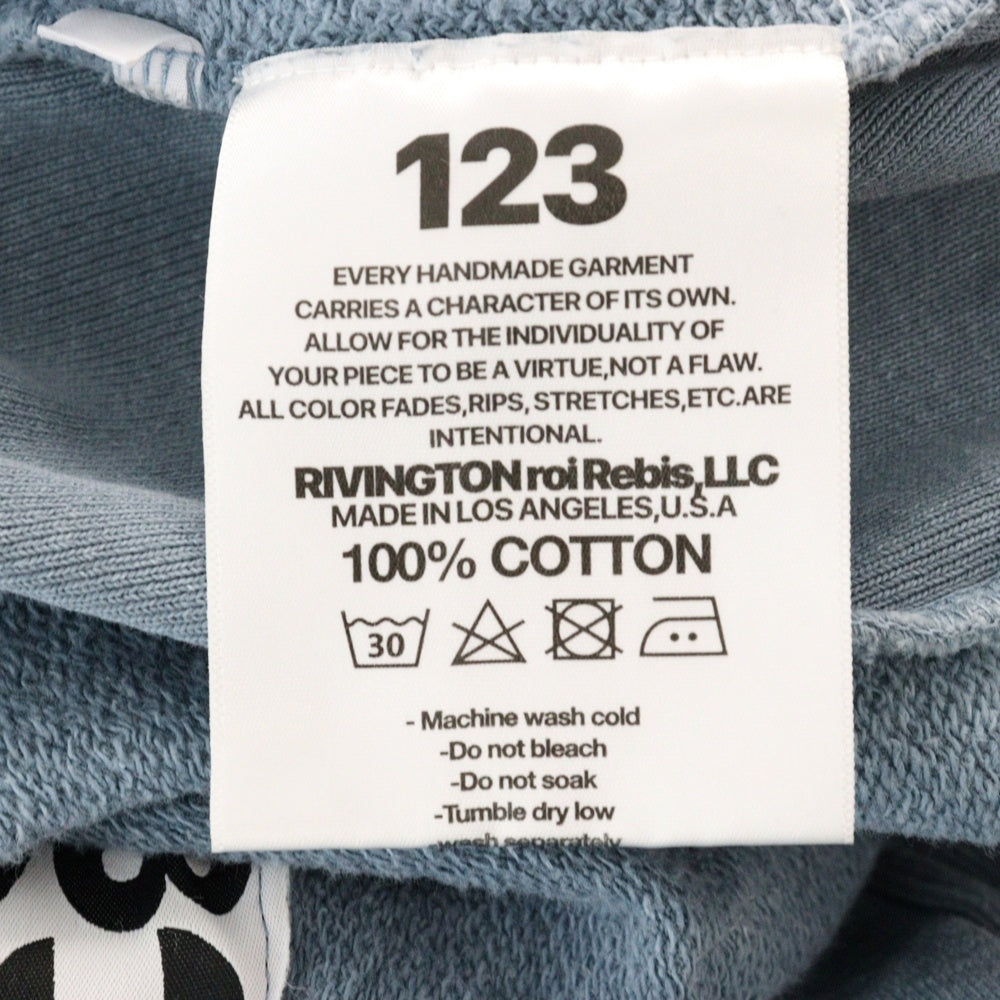 123
EVERY HANDMADE GARMENT
CARRIES A CHARACTER OF ITS OWN.
ALLOW FOR THE INDIVIDUALITY OF
YOUR PIECE TO BE A VIRTUE,NOT A FLAW.
ALL COLOR FADES,RIPS, STRETCHES,ETC.ARE
INTENTIONAL.
RIVINGTON roi Rebis,LLC
MADE IN LOS ANGELES,U.S.A
100% COTTON
30
- Machine wash cold
-Do not bleach
-Do not soak
-Tumble dry low
wash separately